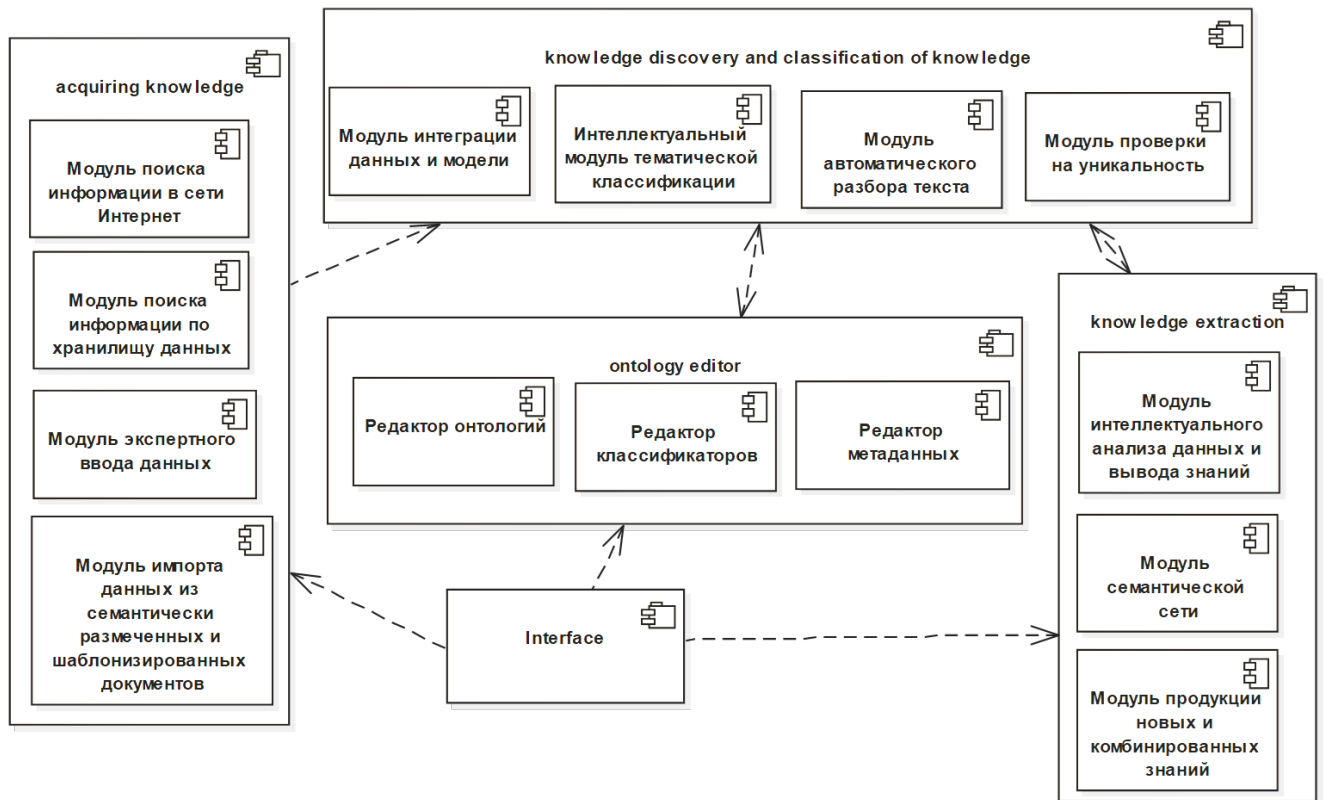 acquiring knowledge
Модуль поиска
информации в сети
Интернет
Модуль поиска
информации по
хранилищу данных
Модуль экспертного
ввода данных
Модуль импорта
данных из
семантически
размеченных и
шаблонизированных
документов
knowledge discovery and classification of knowledge
Модуль интеграции
данных и модели
Интеллектуальный
модуль тематической
классификации
Модуль
автоматического
разбора текста
Модуль проверки
на уникальность
ontology editor
Редактор онтологий
Редактор
классификаторов
Редактор
метаданных
Interface
knowledge extraction
Модуль
интеллектуального
анализа данных и
вывода знаний
Модуль
семантической
сети
Модуль продукции
новых и
комбинированных
знаний